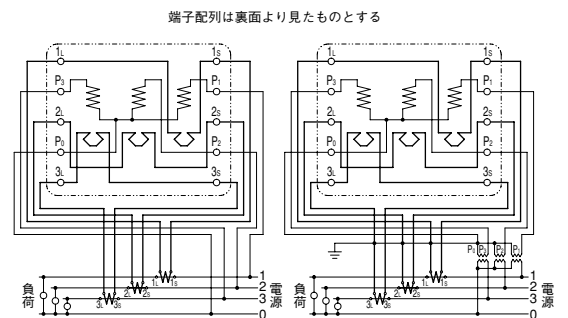 端子配列は裏面より見たものとする
1L 1S
P3 P1
2L 2S
P0 P2
3L 3S
1L 1S
2L 2S
3L 3S
負荷
1
2
3
0
電源
1L 1S
P3 P1
2L 2S
P0 P2
3L 3S
P0 P3 P2 P1
1L 1S
2L 2S
3L 3S
負荷
1
2
3
0
電源